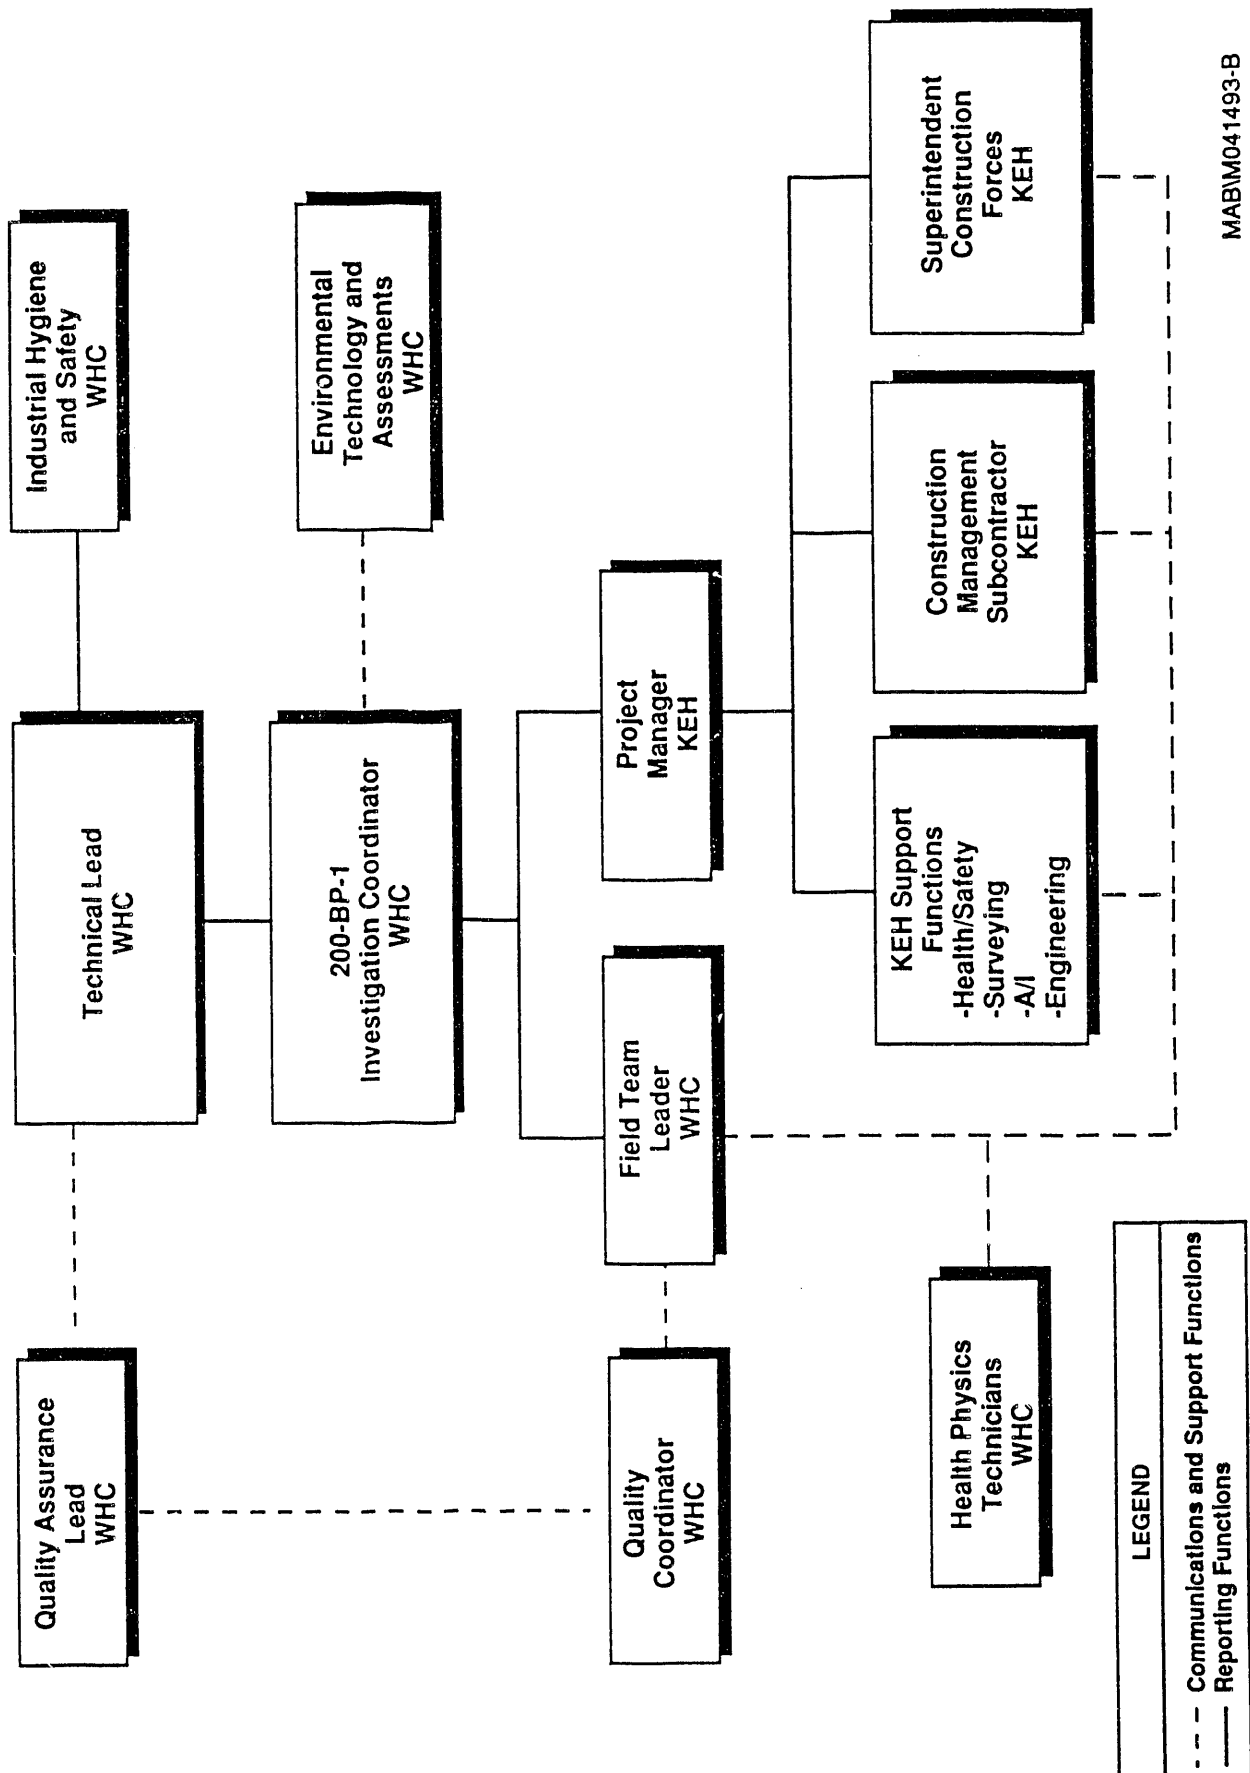 Quality Assurance
Lead
WHC
Technical Lead
WHC
Industrial Hygiene
and Safety
WHC
200-BP-1
Investigation Coordinator
WHC
Environmental
Technology and
Assessments
WHC
Quality
Coordinator
WHC
Field Team
Leader
WHC
Project
Manager
KEH
Health Physics
Technicians
WHC
KEH Support
Functions
-Health/Safety
-Surveying
-A/I
-Engineering
Construction
Management
Subcontractor
KEH
Superintendent
Construction
Forces
KEH
LEGEND
Communications and Support Functions
Reporting Functions
MAB\M041493-B